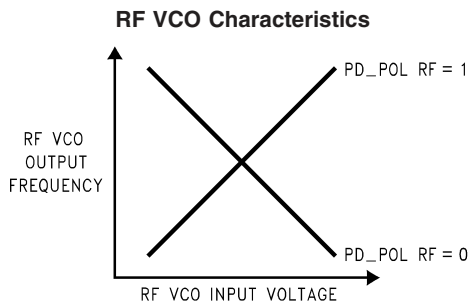 RF VCO Characteristics
PD_POL RF = 1
RF VCO
OUTPUT
FREQUENCY
PD_POL RF = 0
RF VCO INPUT VOLTAGE